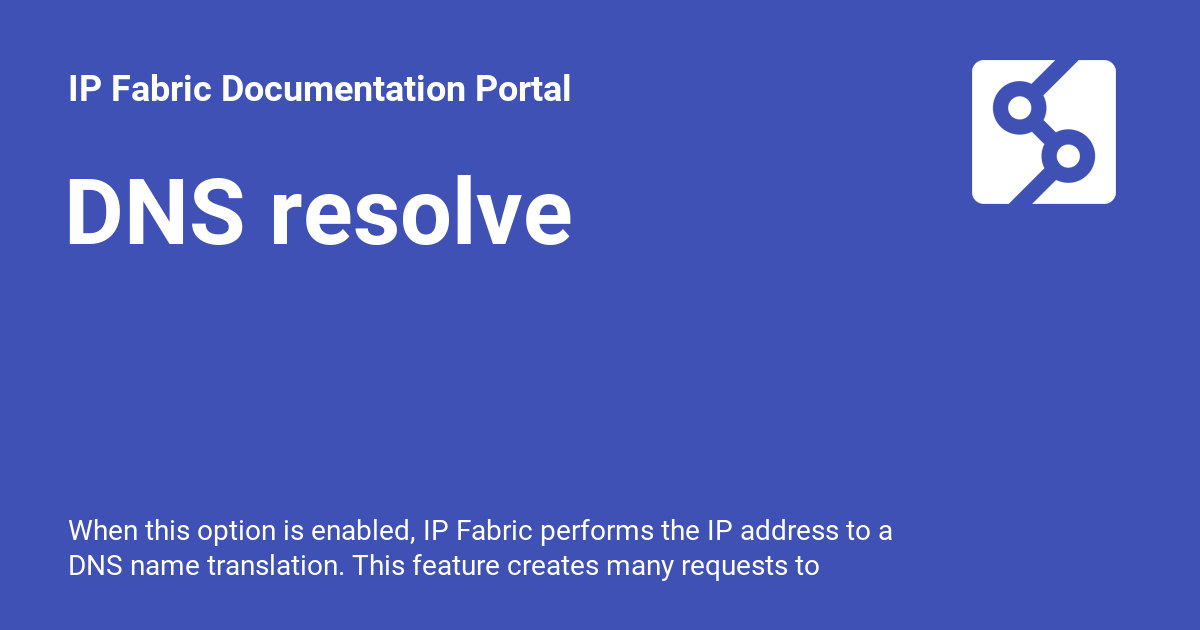 IP Fabric Documentation Portal
DNS resolve
When this option is enabled, IP Fabric performs the IP address to a
DNS name translation. This feature creates many requests to